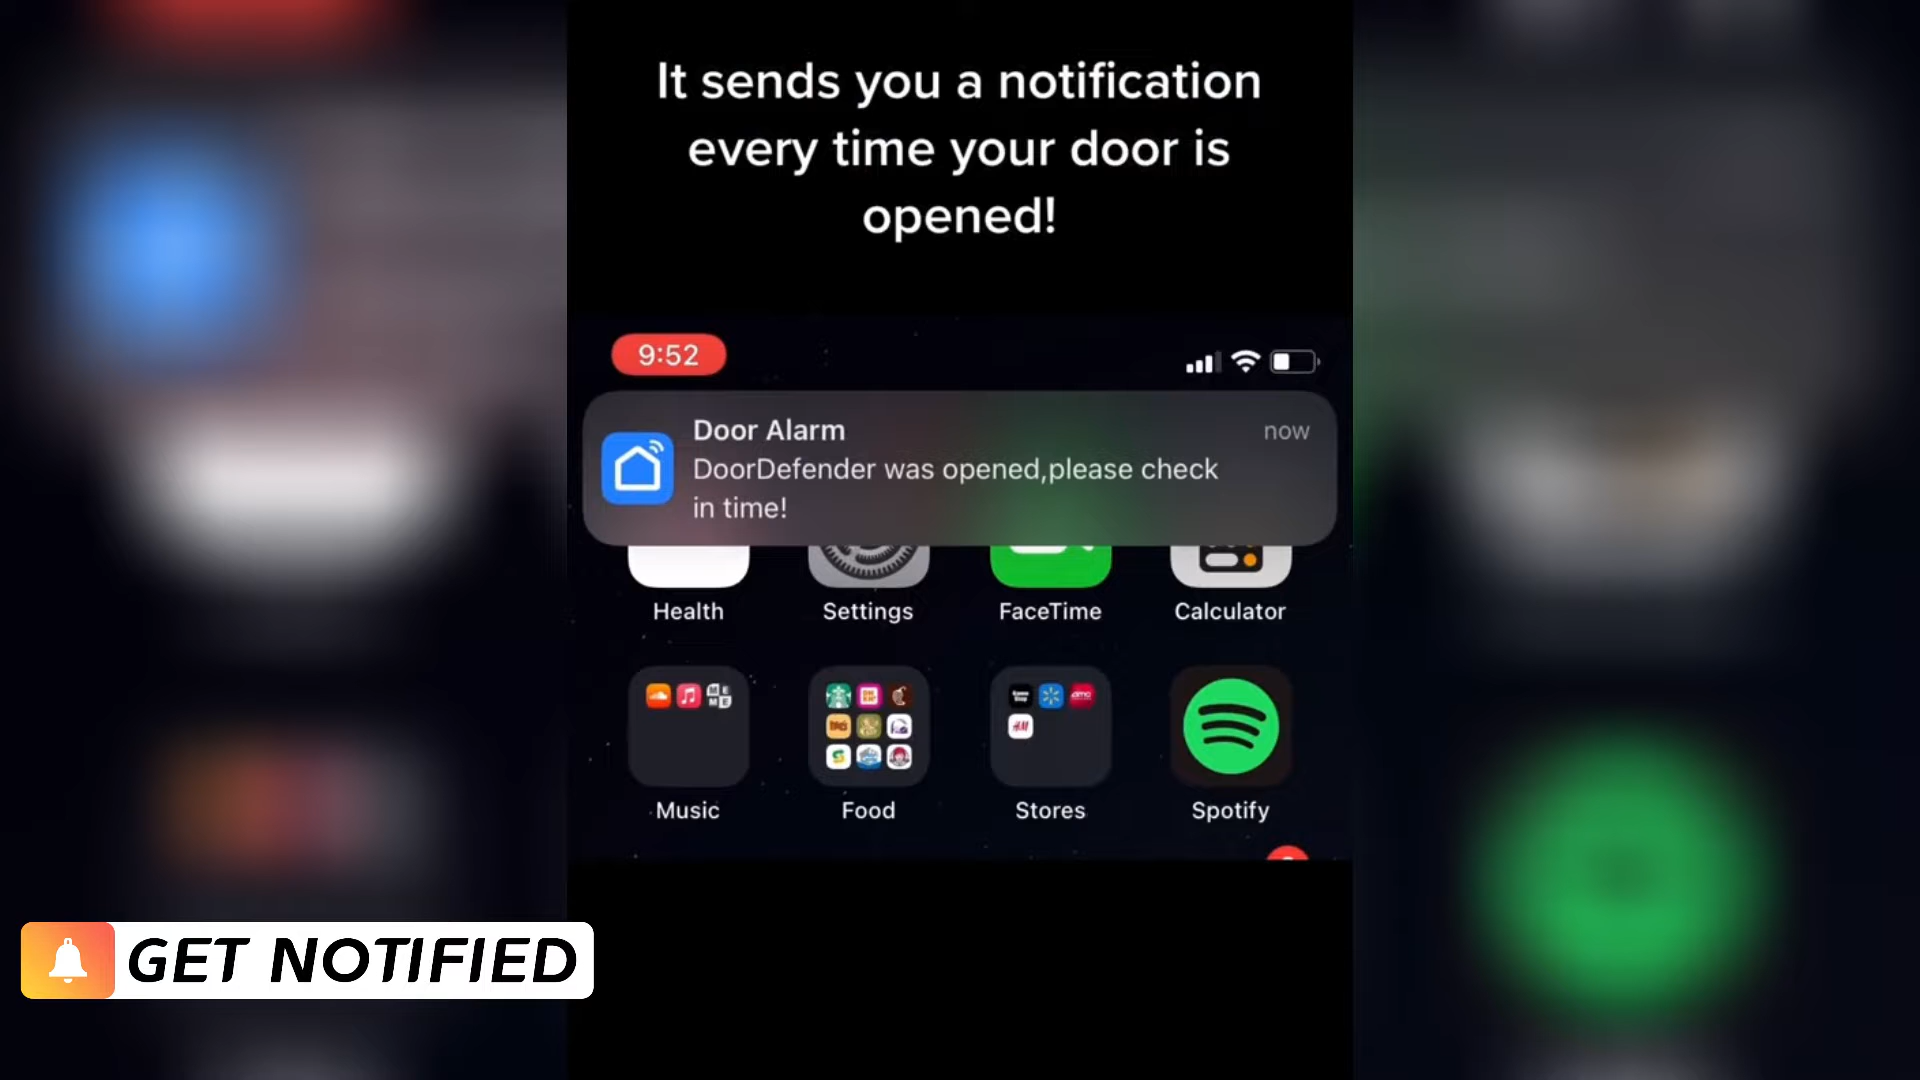 It sends you a notification
every time your door is
opened!
9:52
Door Alarm
now
DoorDefender was opened,please check
in time!
Health
Settings
FaceTime
Calculator
Music
Food
Stores
Spotify
GET NOTIFIED